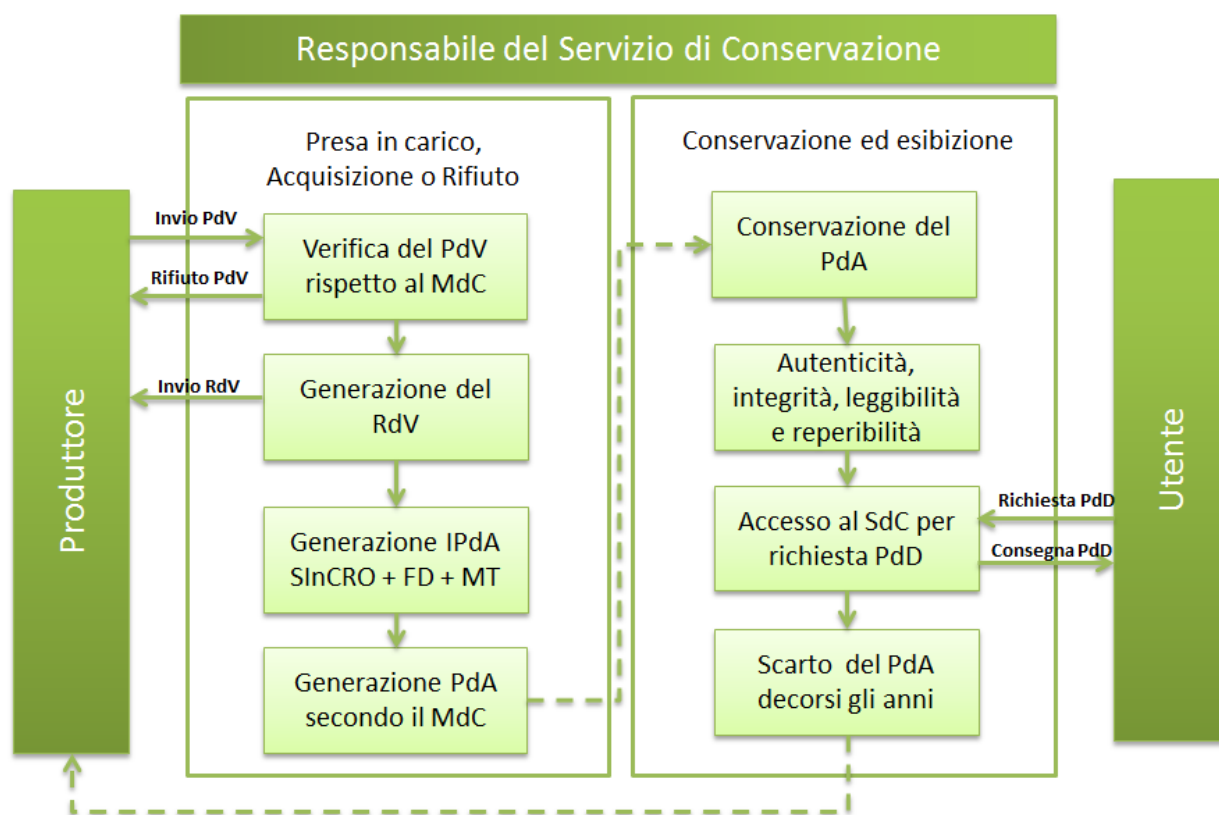 Responsabile del Servizio di Conservazione
Presa in carico,
Acquisizione o Rifiuto
Conservazione ed esibizione
Produttore
Invio PdV
Rifiuto PdV
Verifica del PdV
rispetto al MdC
Invio RdV
Generazione del
RdV
Generazione IPdA
SInCRO + FD + MT
Generazione PdA
secondo il MdC
Conservazione del
PdA
Autenticità,
integrità, leggibilità
e reperibilità
Accesso al SdC per
richiesta PdD
Richiesta PdD
Consegna PdD
Scarto del PdA
decorsi gli anni
Utente